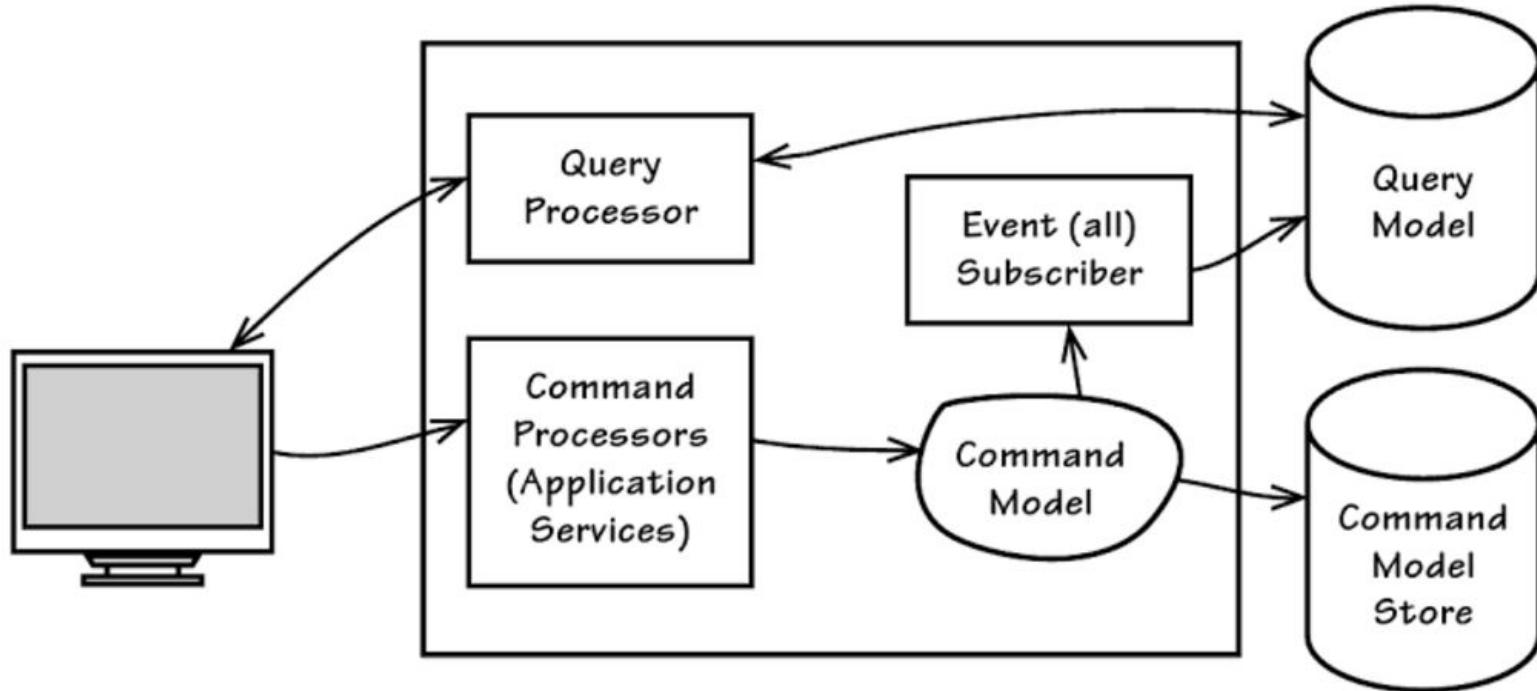 Query
Processor
Event (all)
Subscriber
Query
Model
Command
Processors
(Application
Services)
Command
Model
Command
Model
Store